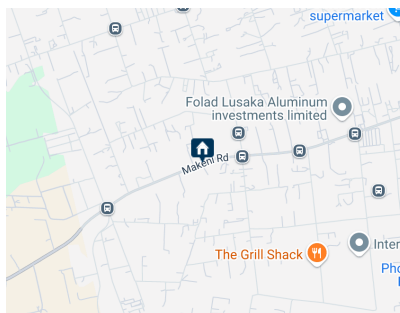 supermarket
Folad Lusaka Aluminum
investments limited
Makeni Rd
The Grill Shack
Inter
Pho